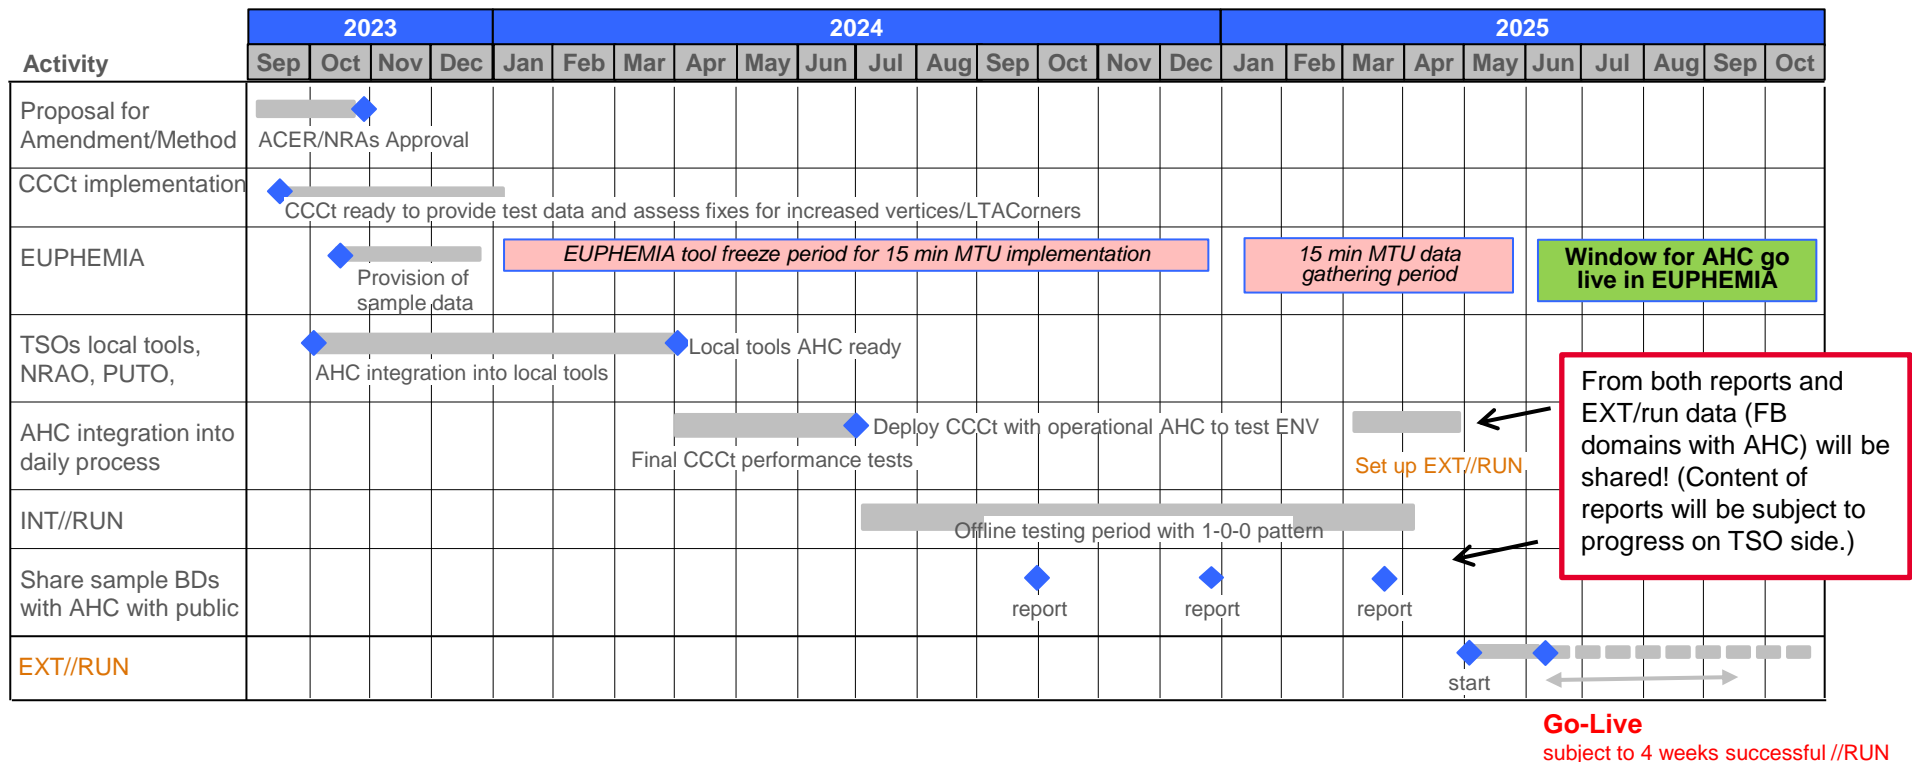 2023
2024
2025
Activity
Sep Oct Nov Dec Jan Feb Mar Apr May Jun Jul Aug Sep Oct Nov Dec Jan Feb Mar Apr May Jun Jul Aug Sep Oct
Proposal for
Amendment/Method
ACER/NRAs Approval
CCCt implementation
CCCt ready to provide test data and assess fixes for increased vertices/LTACorners
EUPHEMIA
Provision of
sample data
EUPHEMIA tool freeze period for 15 min MTU implementation
15 min MTU data
gathering period
Window for AHC go
live in EUPHEMIA
TSOs local tools,
NRAO, PUTO,
AHC integration into local tools
Local tools AHC ready
AHC integration into
daily process
Final CCCt performance tests
Deploy CCCt with operational AHC to test ENV
Set up EXT//RUN
From both reports and
EXT/run data (FB
domains with AHC) will be
shared! (Content of
reports will be subject to
progress on TSO side.)
INT//RUN
Offline testing period with 1-0-0 pattern
Share sample BDs
with AHC with public
report
report
report
EXT//RUN
start
Go-Live
subject to 4 weeks successful //RUN